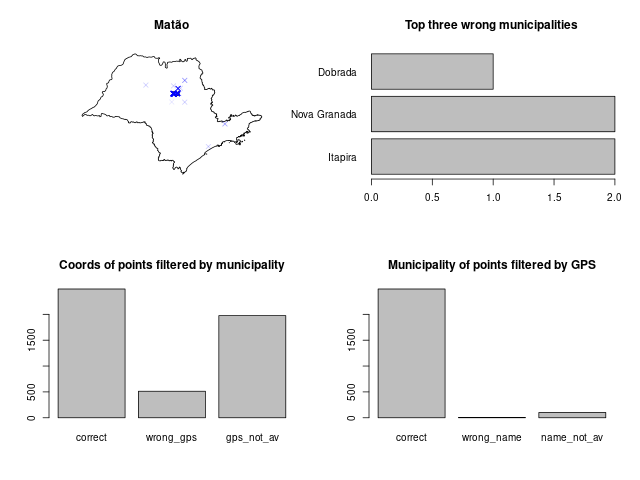 Matão
Top three wrong municipalities
Dobrada
Nova Granada
Itapira
0.0 0.5 1.0 1.5 2.0
Coords of points filtered by municipality
1500
500
0
correct wrong_gps gps_not_av
Municipality of points filtered by GPS
1500
500
0
correct wrong_name name_not_av